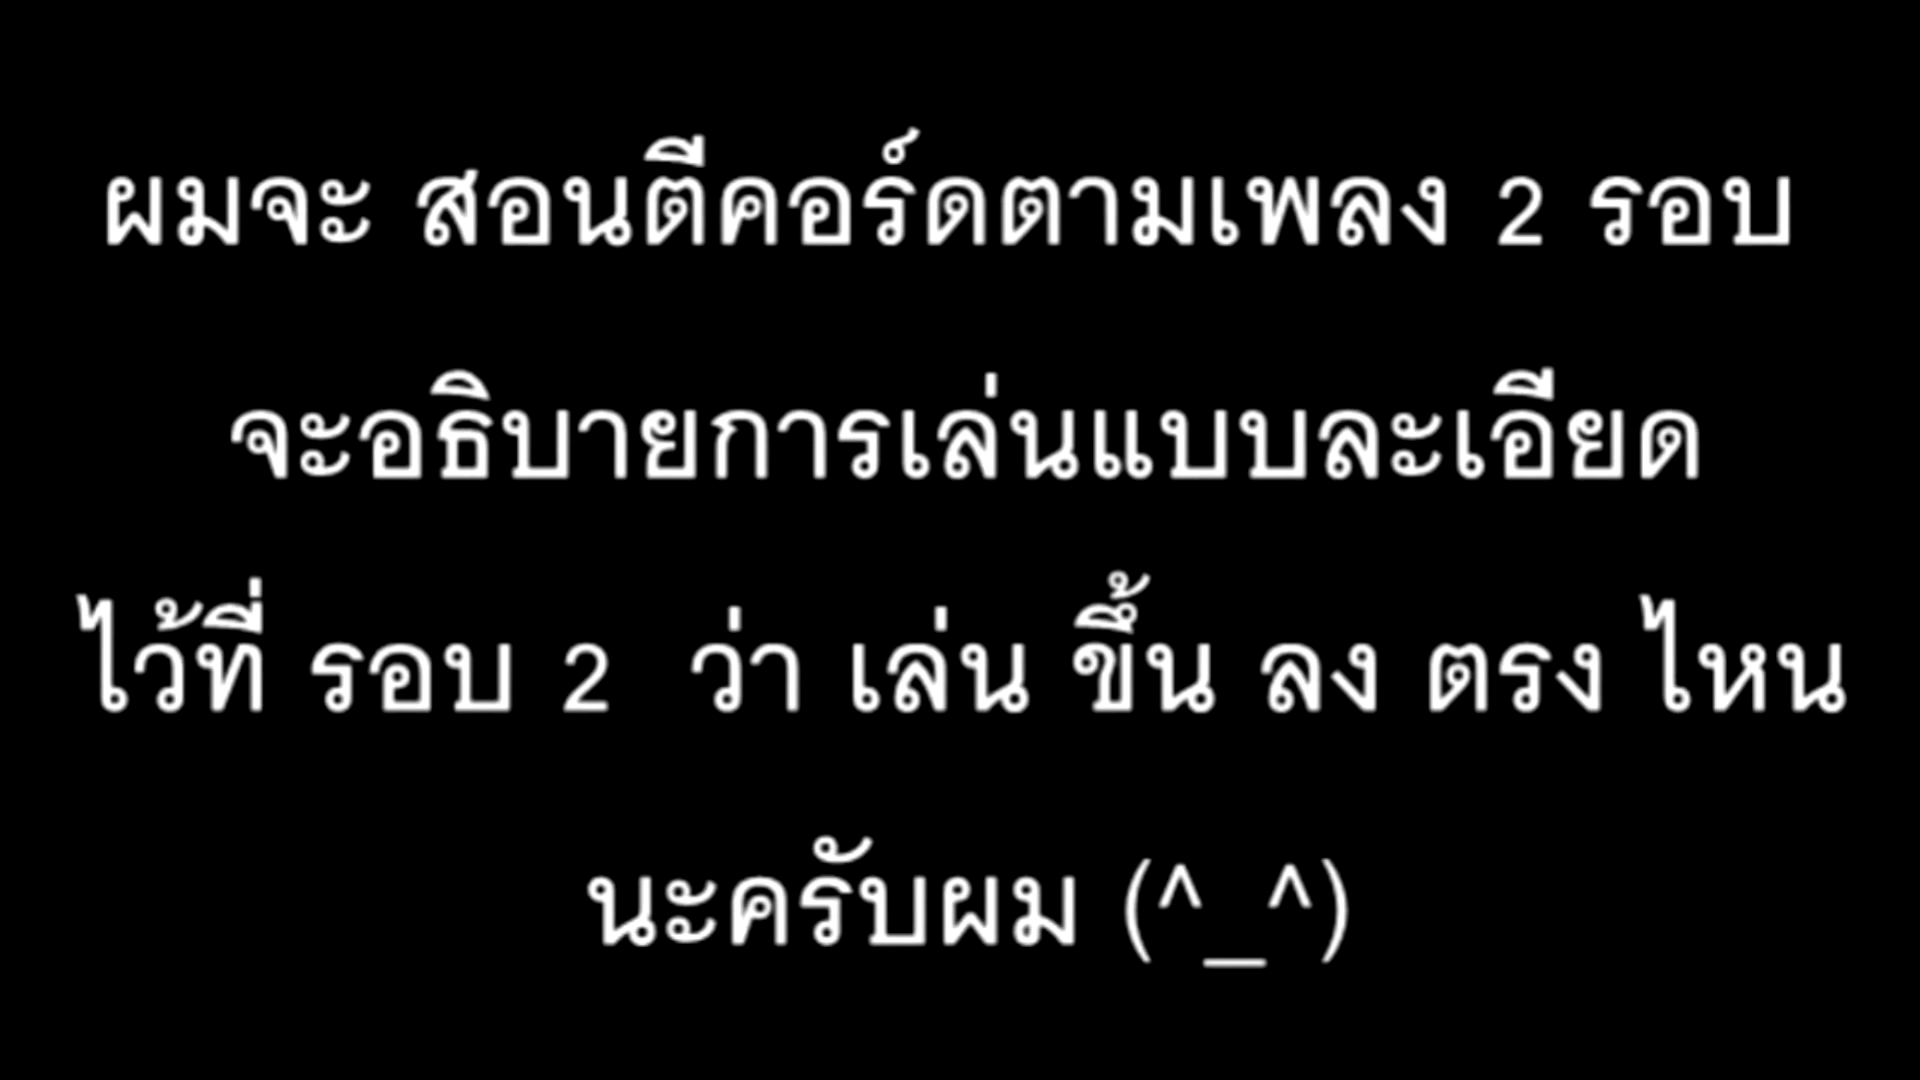 ผมจะ สอนตีคอร์ดตามเพลง 2 รอบ
จะอธิบายการเล่นแบบละเอียด
ไว้ที่ รอบ 2 ว่า เล่น ขึ้น ลง ตรง ไหน
นะครับผม (^_^)